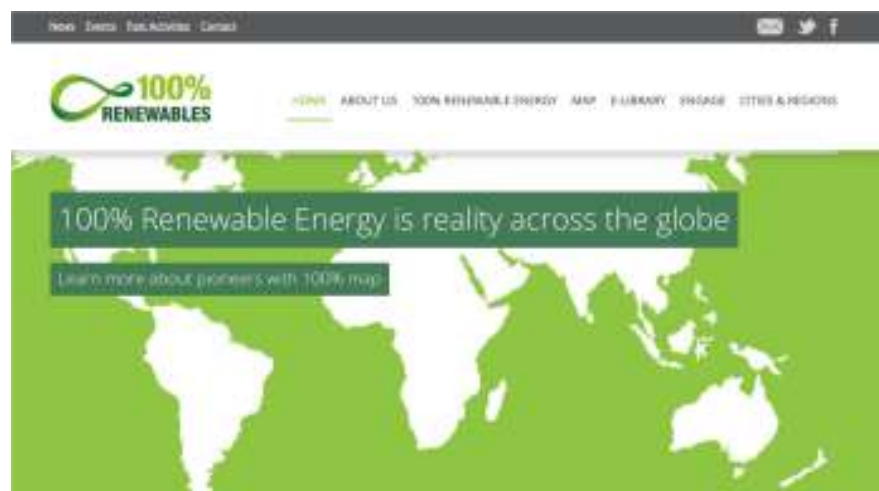 News Events Past Activities Contact
100%
RENEWABLES
HOME ABOUT US 100% RENEWABLE ENERGY MAP E-LIBRARY ENGAGE CITIES & REGIONS
100% Renewable Energy is reality across the globe
Learn more about pioneers with 100% map